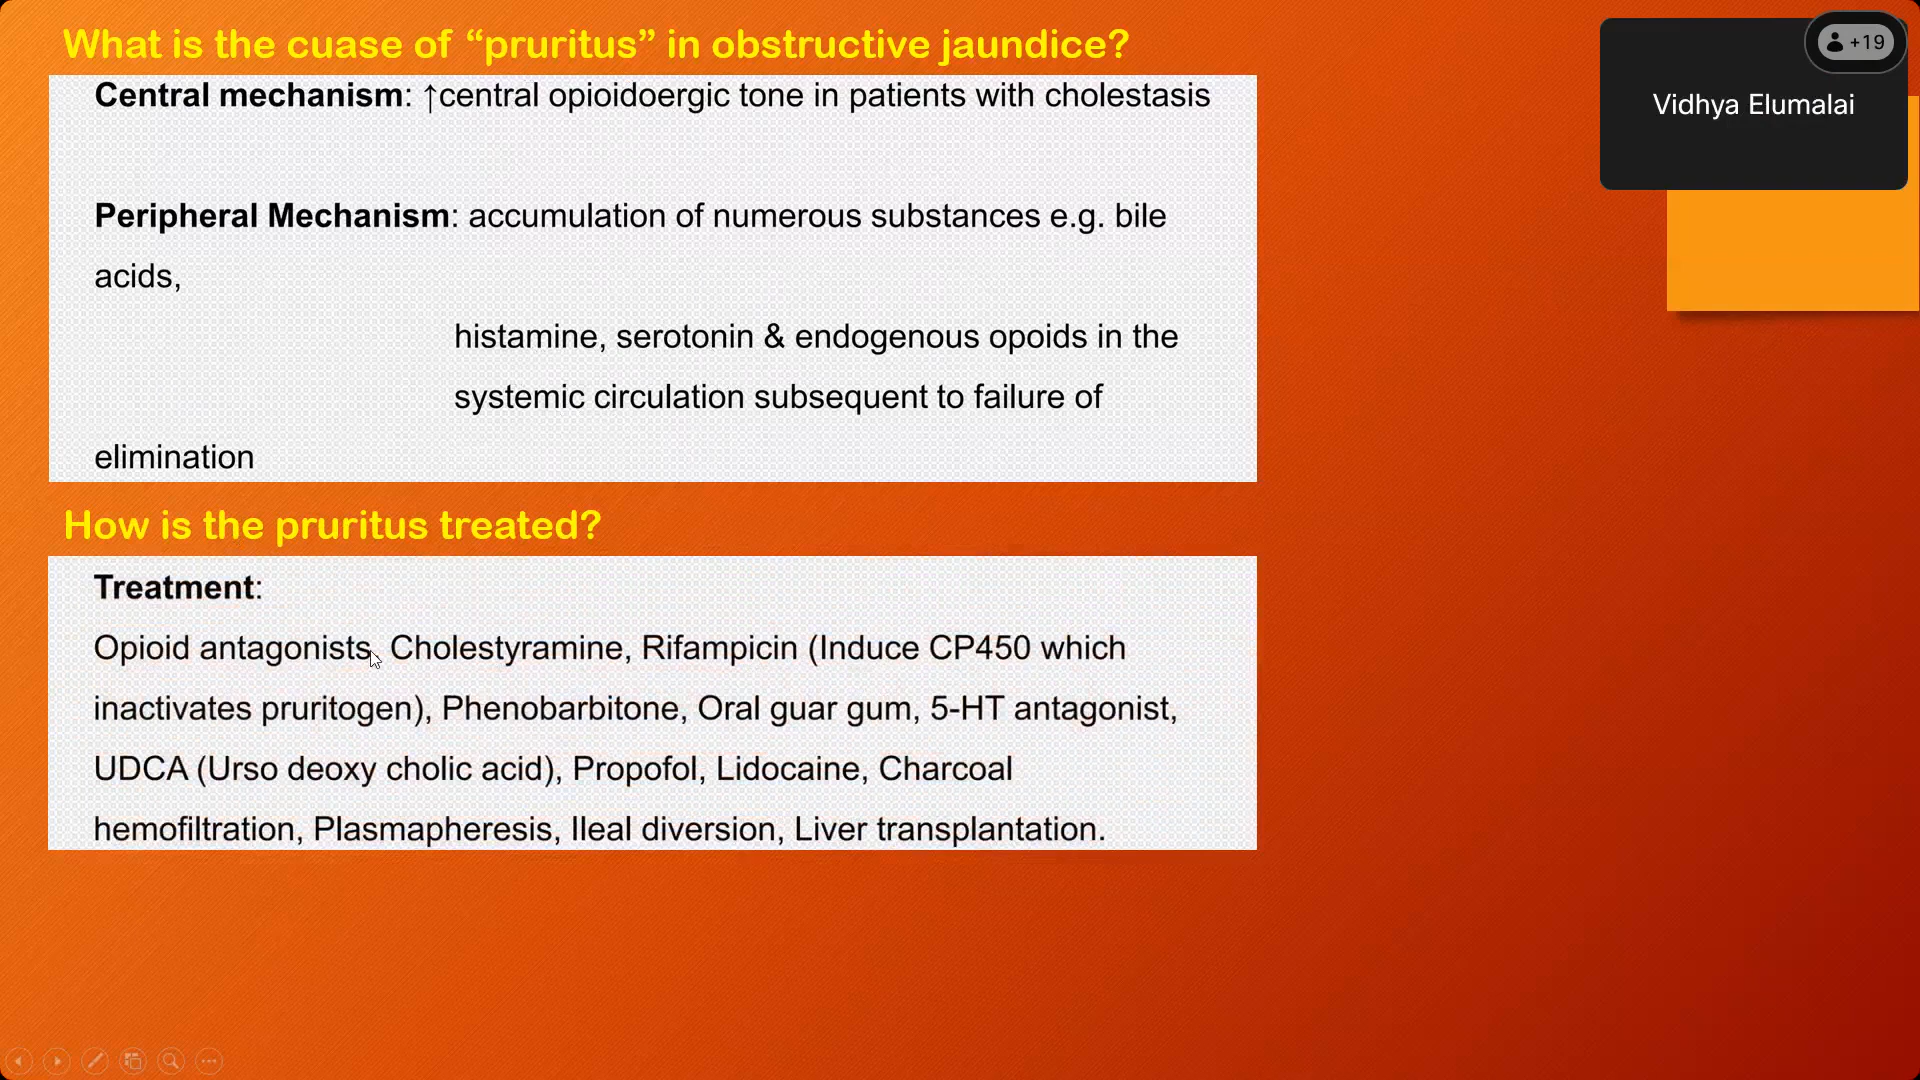 What is the cuase of “pruritus” in obstructive jaundice?
Central mechanism: ↑central opioidoergic tone in patients with cholestasis
Peripheral Mechanism: accumulation of numerous substances e.g. bile
acids,
histamine, serotonin & endogenous opoids in the
systemic circulation subsequent to failure of
elimination
How is the pruritus treated?
Treatment:
Opioid antagonists, Cholestyramine, Rifampicin (Induce CP450 which
inactivates pruritogen), Phenobarbitone, Oral guar gum, 5-HT antagonist,
UDCA (Urso deoxy cholic acid), Propofol, Lidocaine, Charcoal
hemofiltration, Plasmapheresis, Ileal diversion, Liver transplantation.
+19
Vidhya Elumalai